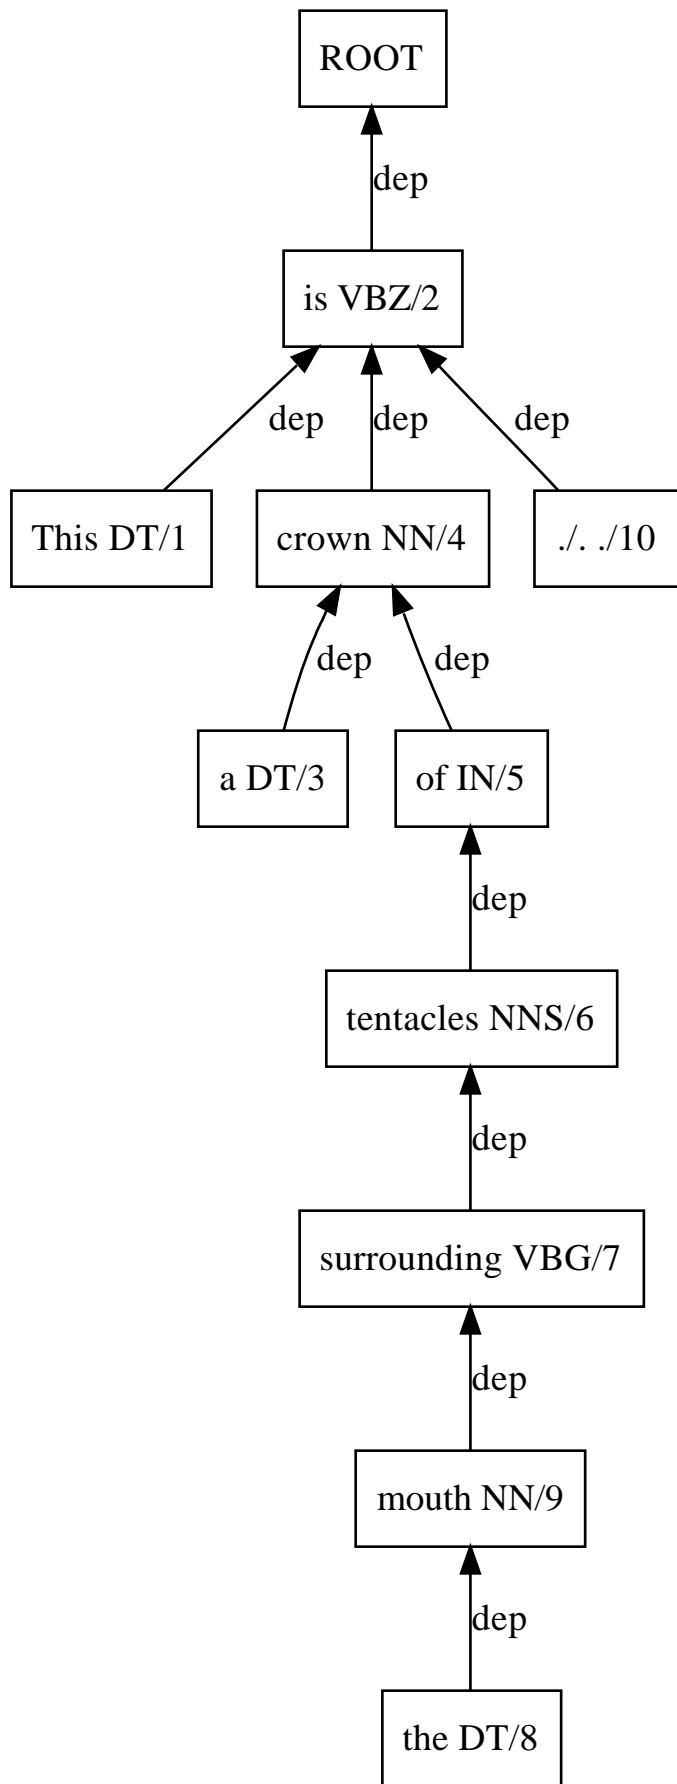 ROOT
dep
is VBZ/2
dep dep dep
This DT/1 crown NN/4 ./. ./10
dep dep
a DT/3 of IN/5
dep
tentacles NNS/6
dep
surrounding VBG/7
dep
mouth NN/9
dep
the DT/8